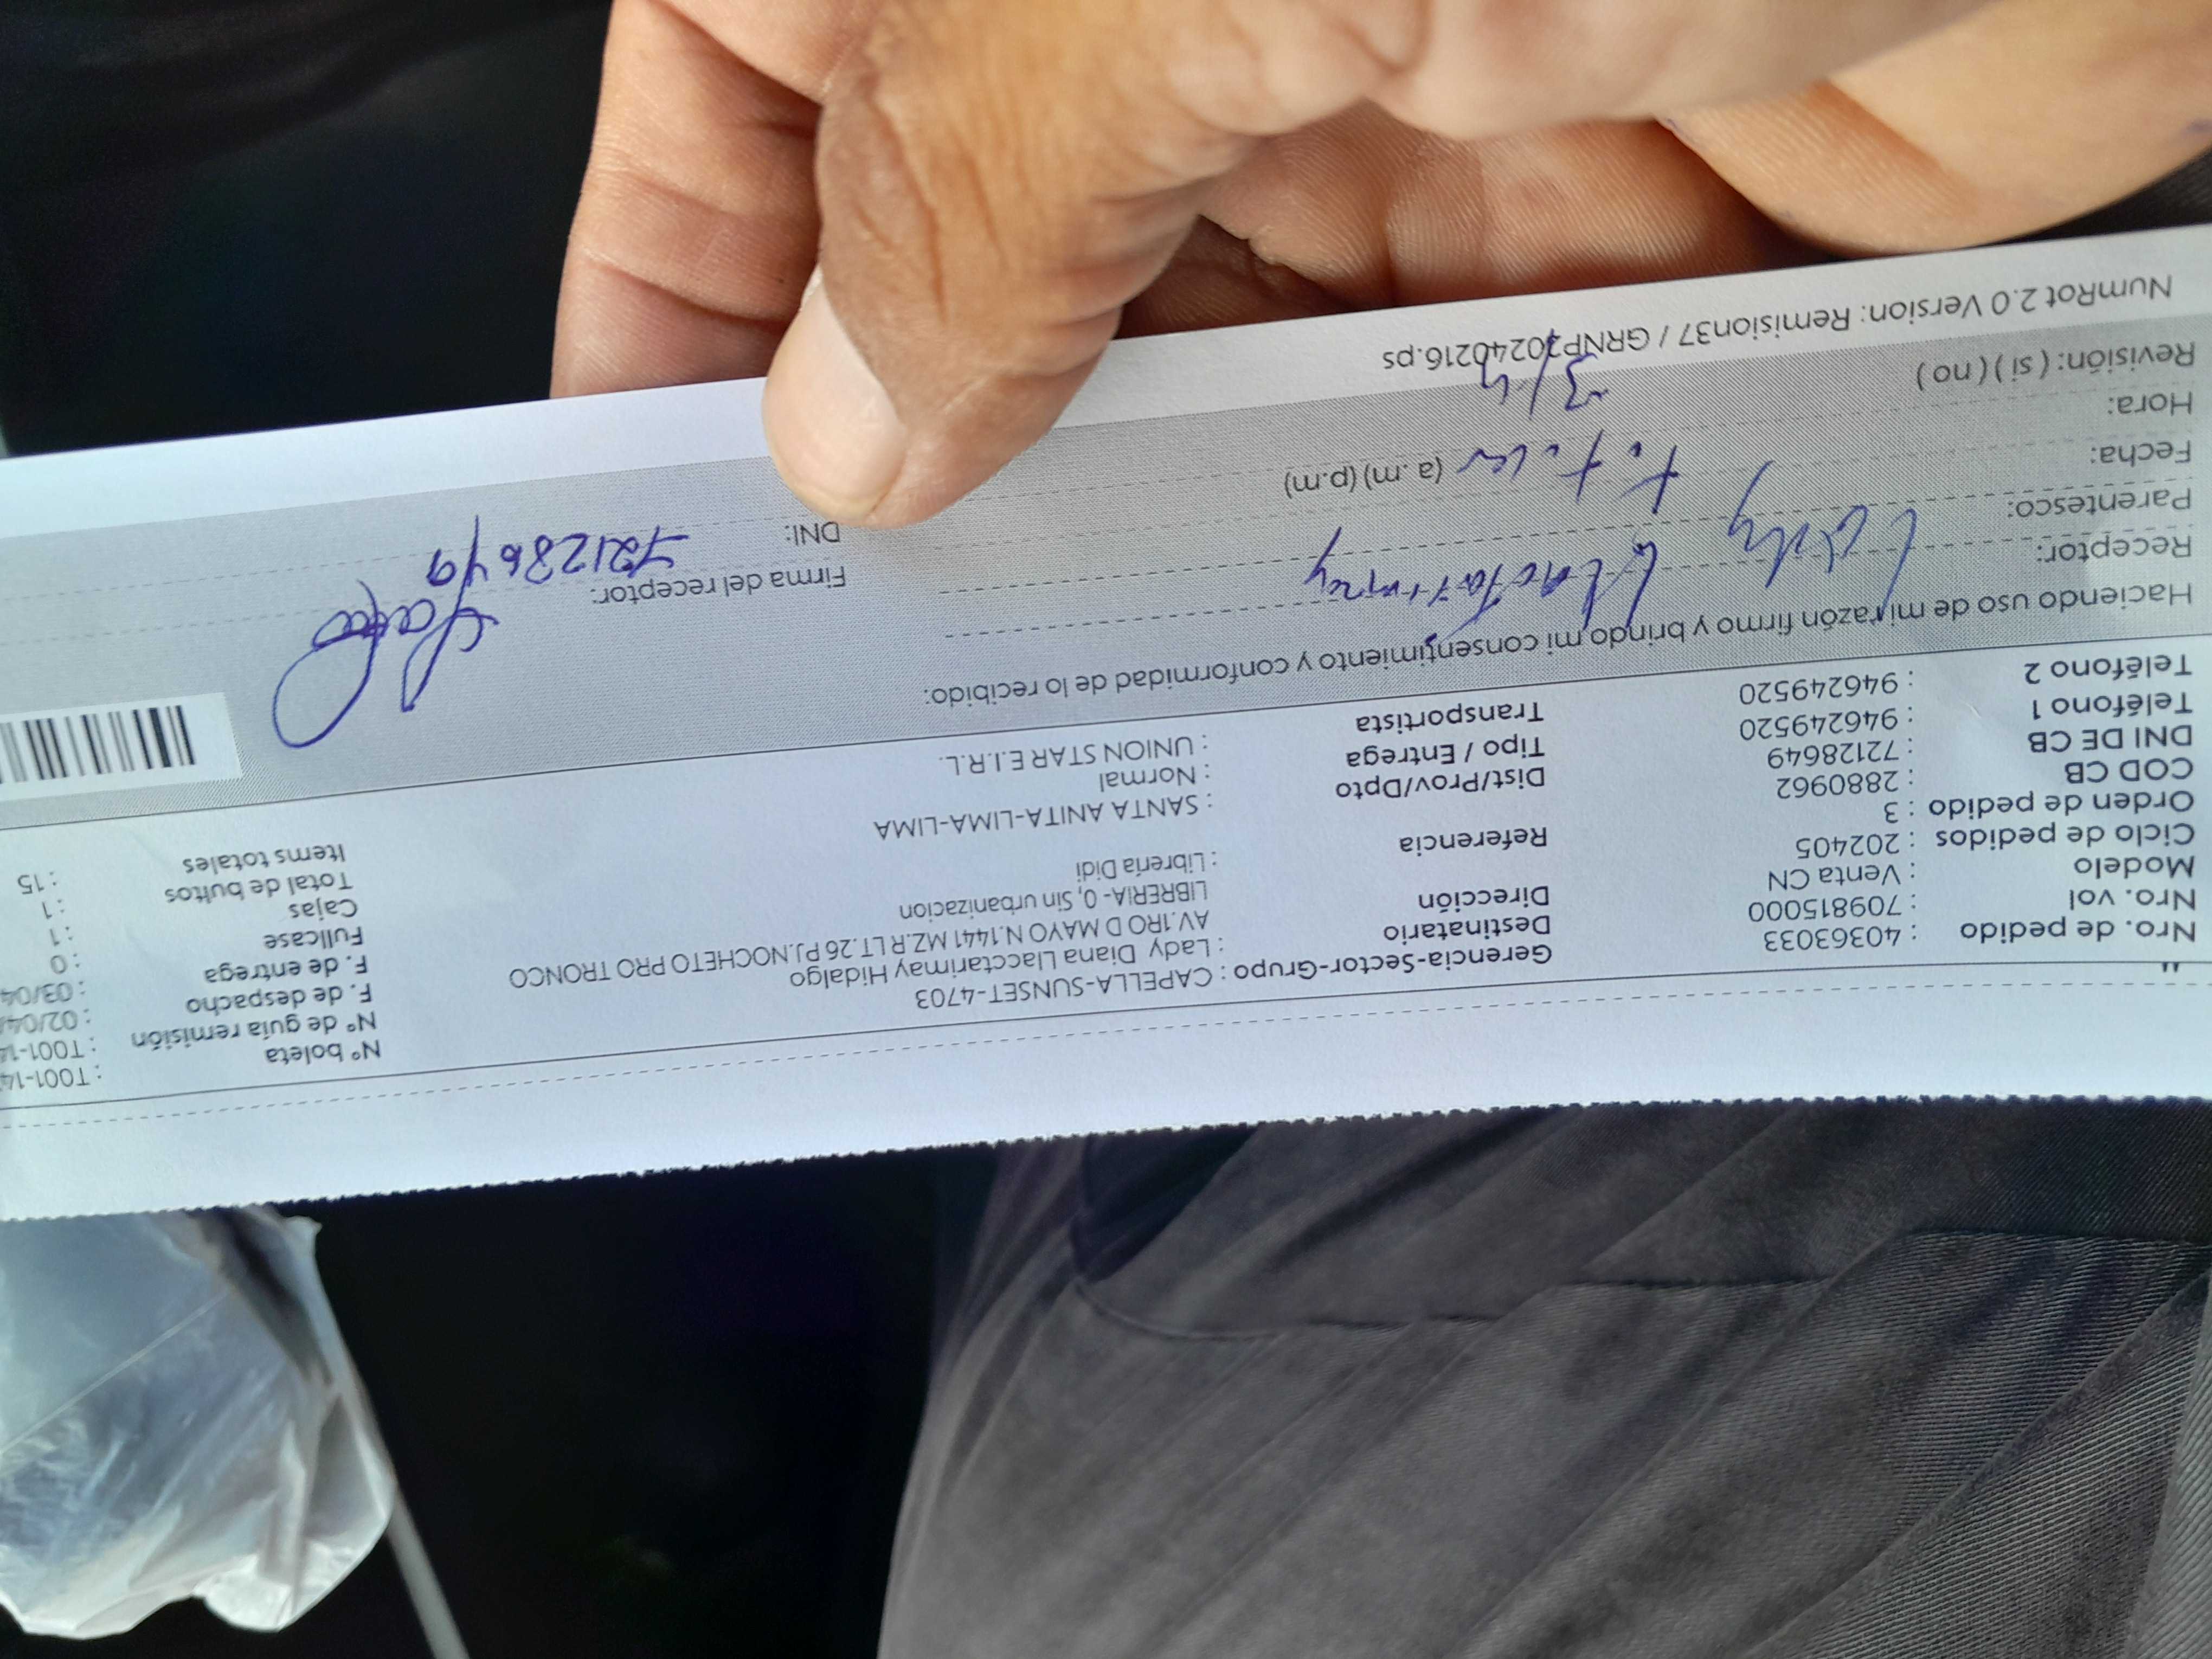 Nº boleta : T001-14
Nº de guía remisión : T001-14
F. de despacho : 02/04/
F. de entrega : 03/04
Fullcase : 0
Cajas : 1
Total de bultos : 1
Items totales : 15
Gerencia-Sector-Grupo : CAPELLA-SUNSET-4703
Destinatario : Lady Diana Llacctarimay Hidalgo
Dirección : AV.1RO D MAYO N.1441 MZ.R LT.26 PJ.NOCHETO PRO TRONCO
LIBRERIA- 0, Sin urbanizacion
Referencia : Librería Didi
Dist/Prov/Dpto : SANTA ANITA-LIMA-LIMA
Tipo / Entrega : Normal
Transportista : UNION STAR E.I.R.L.
Nro. de pedido : 40363033
Nro. vol : 709815000
Modelo : Venta CN
Ciclo de pedidos : 202405
Orden de pedido : 3
COD CB : 2880962
DNI DE CB : 72128649
Teléfono 1 : 946249520
Teléfono 2 : 946249520
Haciendo uso de mi razón firmo y brindo mi consentimiento y conformidad de lo recibido:
Receptor: Lady
Parentesco:
Fecha:
Hora: (a.m) (p.m)
Revisión: ( si ) ( no ) 3/4
Firma del receptor:
DNI: 72128649
NumRot 2.0 Version: Remision37 / GRNP20240216.ps